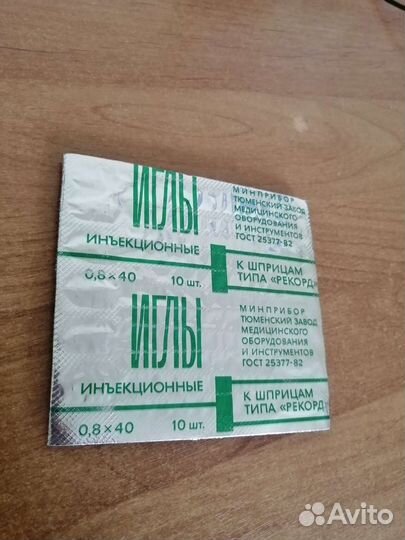 ИГЛЫ
ИНЪЕКЦИОННЫЕ
0,8×40 10 шт.
МИНПРИБОР
ТЮМЕНСКИЙ ЗАВОД
МЕДИЦИНСКОГО
ОБОРУДОВАНИЯ
И ИНСТРУМЕНТОВ
ГОСТ 25377-82
К ШПРИЦАМ
ТИПА «РЕКОРД»
ИГЛЫ
ИНЪЕКЦИОННЫЕ
0,8×40 10 шт.
МИНПРИБОР
ТЮМЕНСКИЙ ЗАВОД
МЕДИЦИНСКОГО
ОБОРУДОВАНИЯ
И ИНСТРУМЕНТОВ
ГОСТ 25377-82
К ШПРИЦАМ
ТИПА «РЕКОРД
Avito